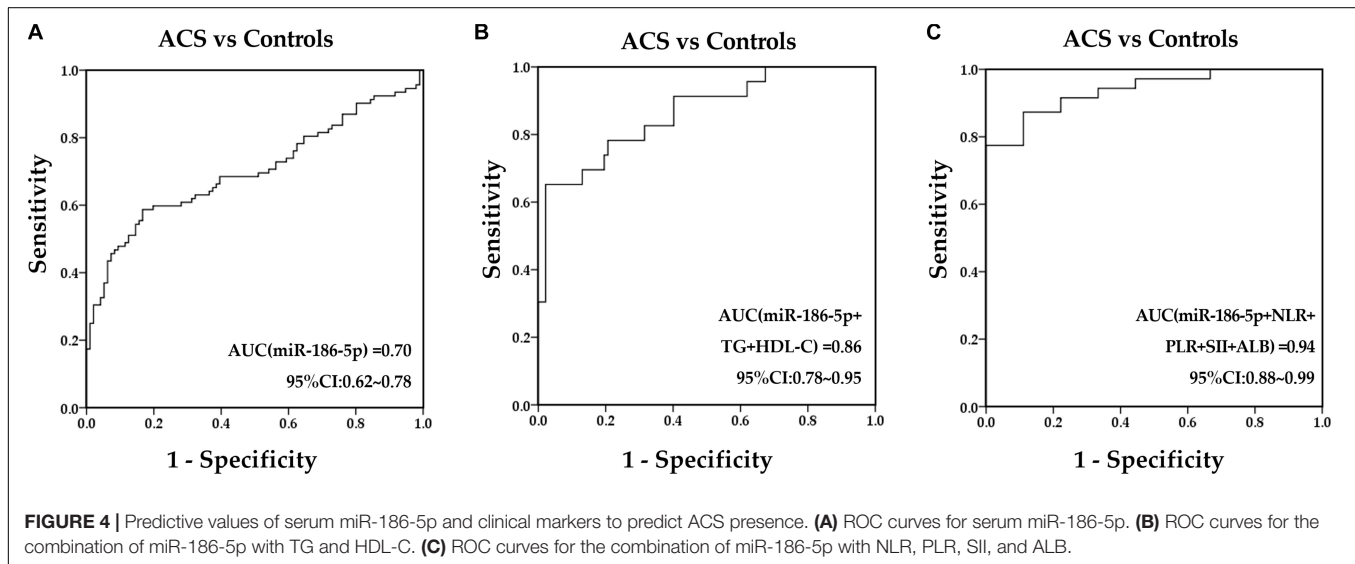 A
ACS vs Controls
1.0
0.8
0.6
0.4
0.2
0.0
Sensitivity
0.0 0.2 0.4 0.6 0.8 1.0
1 - Specificity
AUC(miR-186-5p) =0.70
95%CI:0.62~0.78
B
ACS vs Controls
1.0
0.8
0.6
0.4
0.2
0.0
Sensitivity
0.0 0.2 0.4 0.6 0.8 1.0
1 - Specificity
AUC(miR-186-5p+
TG+HDL-C) =0.86
95%CI:0.78~0.95
C
ACS vs Controls
1.0
0.8
0.6
0.4
0.2
0.0
Sensitivity
0.0 0.2 0.4 0.6 0.8 1.0
1 - Specificity
AUC(miR-186-5p+NLR+
PLR+SII+ALB) =0.94
95%CI:0.88~0.99
FIGURE 4 | Predictive values of serum miR-186-5p and clinical markers to predict ACS presence. (A) ROC curves for serum miR-186-5p. (B) ROC curves for the
combination of miR-186-5p with TG and HDL-C. (C) ROC curves for the combination of miR-186-5p with NLR, PLR, SII, and ALB.